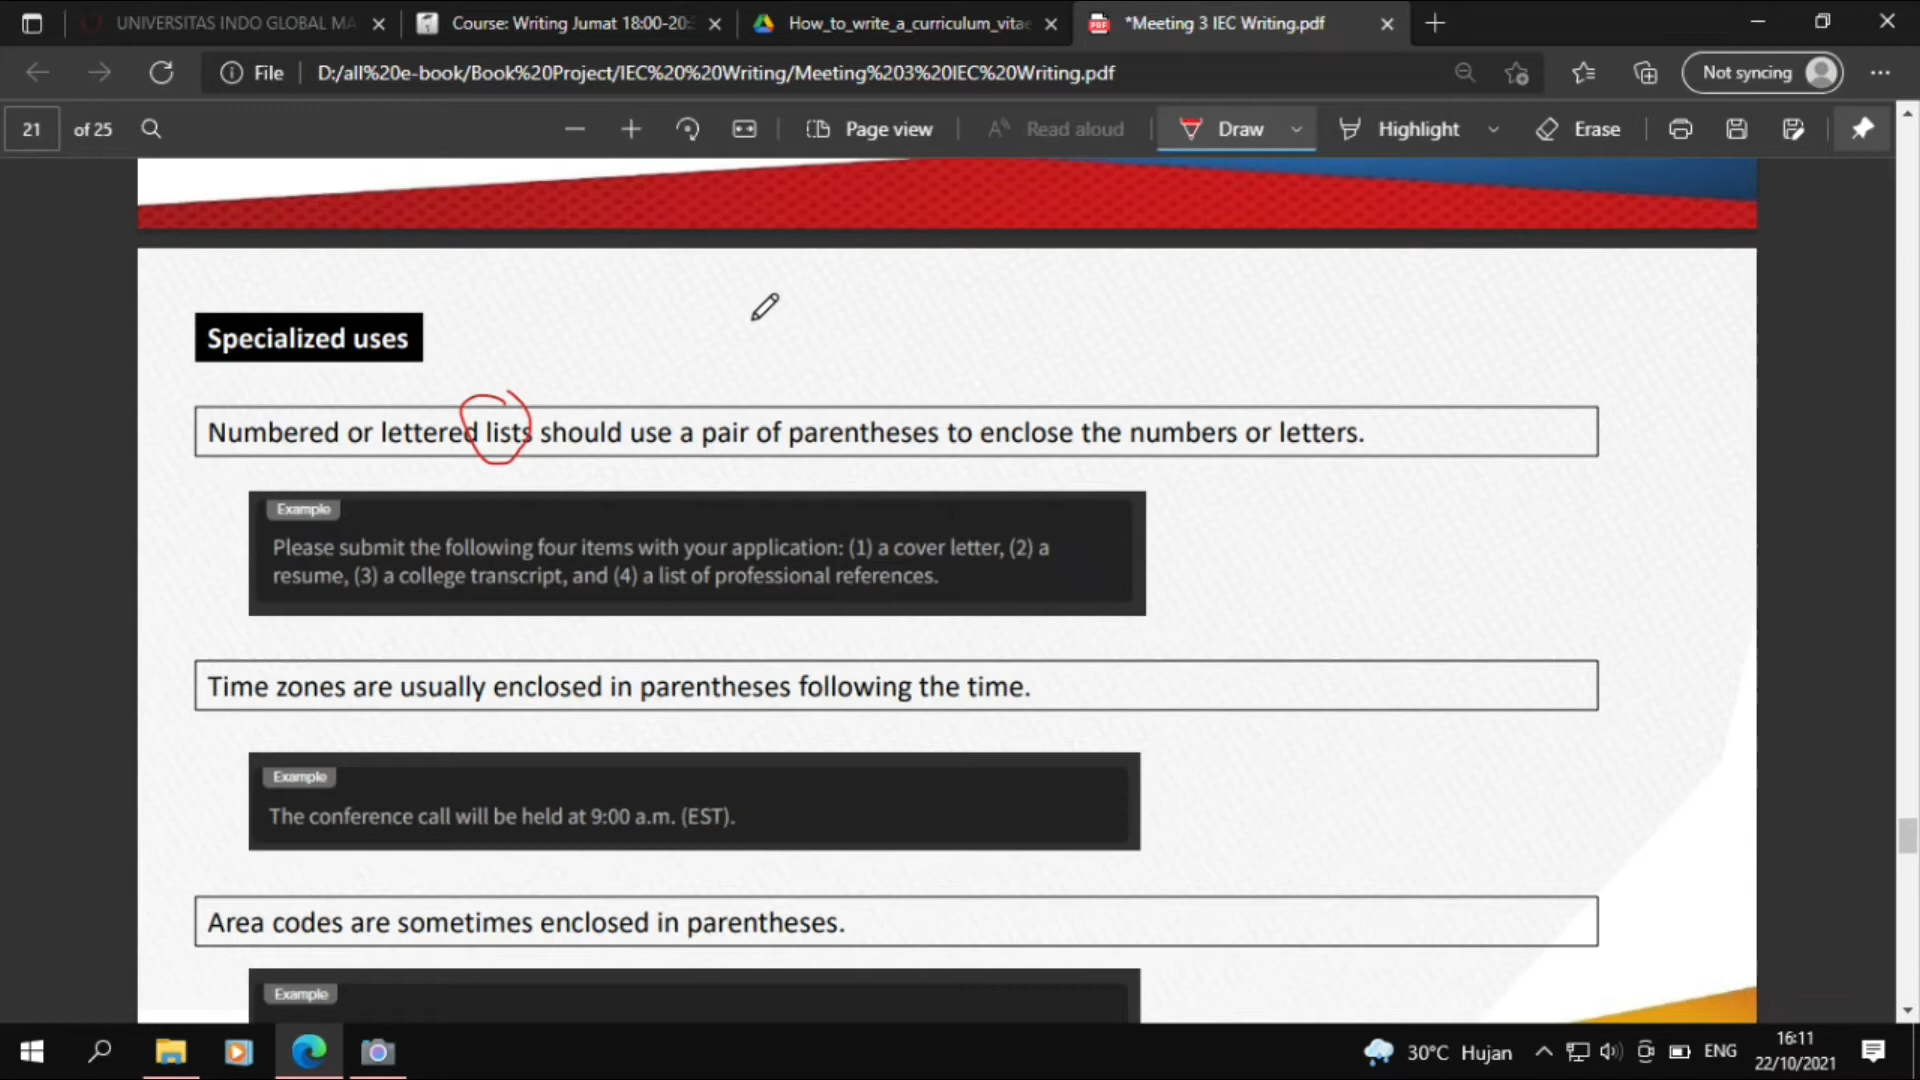 UNIVERSITAS INDO GLOBAL MA
Course: Writing Jumat 18:00-20:
How_to_write_a_curriculum_vitae
*Meeting 3 IEC Writing.pdf
File
D:/all%20e-book/Book%20Project/IEC%20%20Writing/Meeting%203%20IEC%20Writing.pdf
Not syncing
21 of 25
Page view
Read aloud
Draw
Highlight
Erase
Specialized uses
Numbered or lettered lists should use a pair of parentheses to enclose the numbers or letters.
Example
Please submit the following four items with your application: (1) a cover letter, (2) a
resume, (3) a college transcript, and (4) a list of professional references.
Time zones are usually enclosed in parentheses following the time.
Example
The conference call will be held at 9:00 a.m. (EST).
Area codes are sometimes enclosed in parentheses.
Example
30°C Hujan
ENG
16:11
22/10/2021